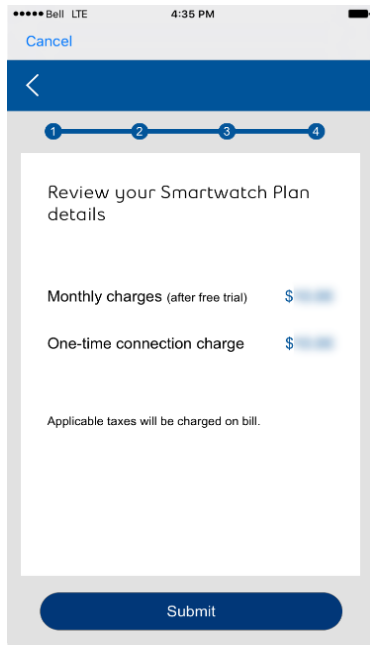 Bell LTE 4:35 PM
Cancel
1 2 3 4
Review your Smartwatch Plan
details
Monthly charges (after free trial) $
One-time connection charge $
Applicable taxes will be charged on bill.
Submit